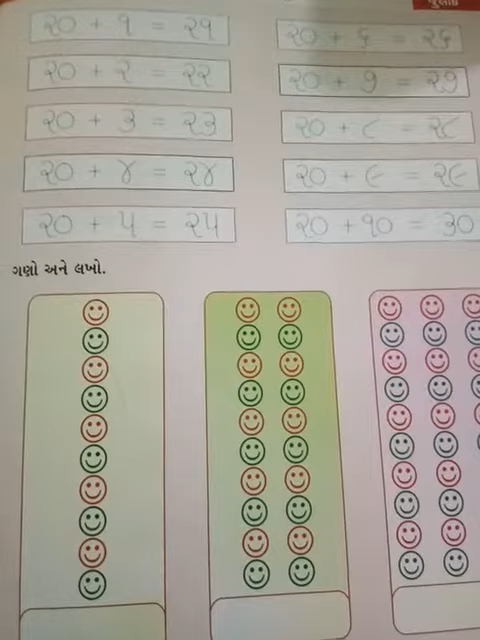 જુલાઇ
૨૦ + ૧ = ૨૧
૨૦ + ૬ = ૨૬
૨૦ + ૨ = ૨૨
૨૦ + ૭ = ૨૭
૨૦ + ૩ = ૨૩
૨૦ + ૮ = ૨૮
૨૦ + ૪ = ૨૪
૨૦ + ૯ = ૨૯
૨૦ + ૫ = ૨૫
૨૦ + ૧૦ = ૩૦
ગણો અને લખો.